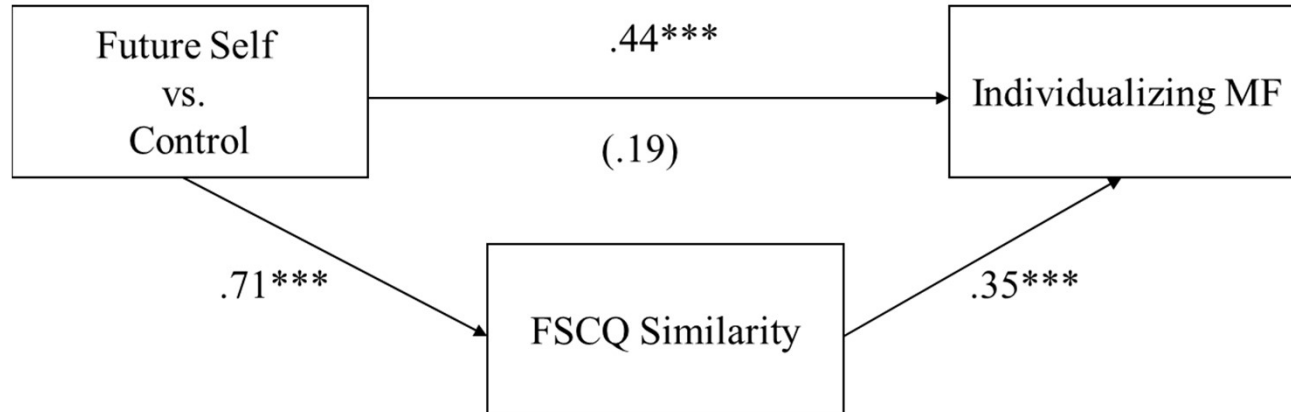 Future Self
vs.
Control
.44***
(.19)
Individualizing MF
.71***
.35***
FSCQ Similarity